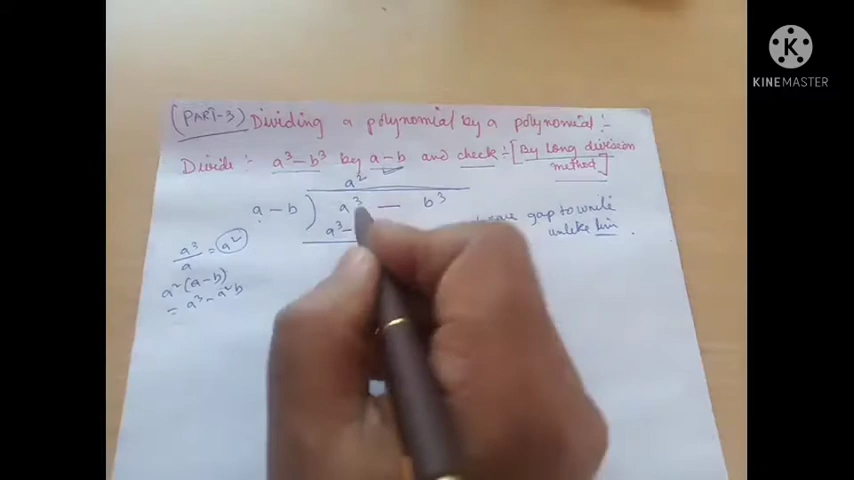 (PART-3) Dividing a polynomial by a polynomial :-
Divide :- a³ - b³ by a - b and check :- [By long division method]
a²
a - b ) a³ — b³
a³ -
gap to write
unlike
a³/a = a²
a² (a - b)
= a³ - a²b
K
KINEMASTER